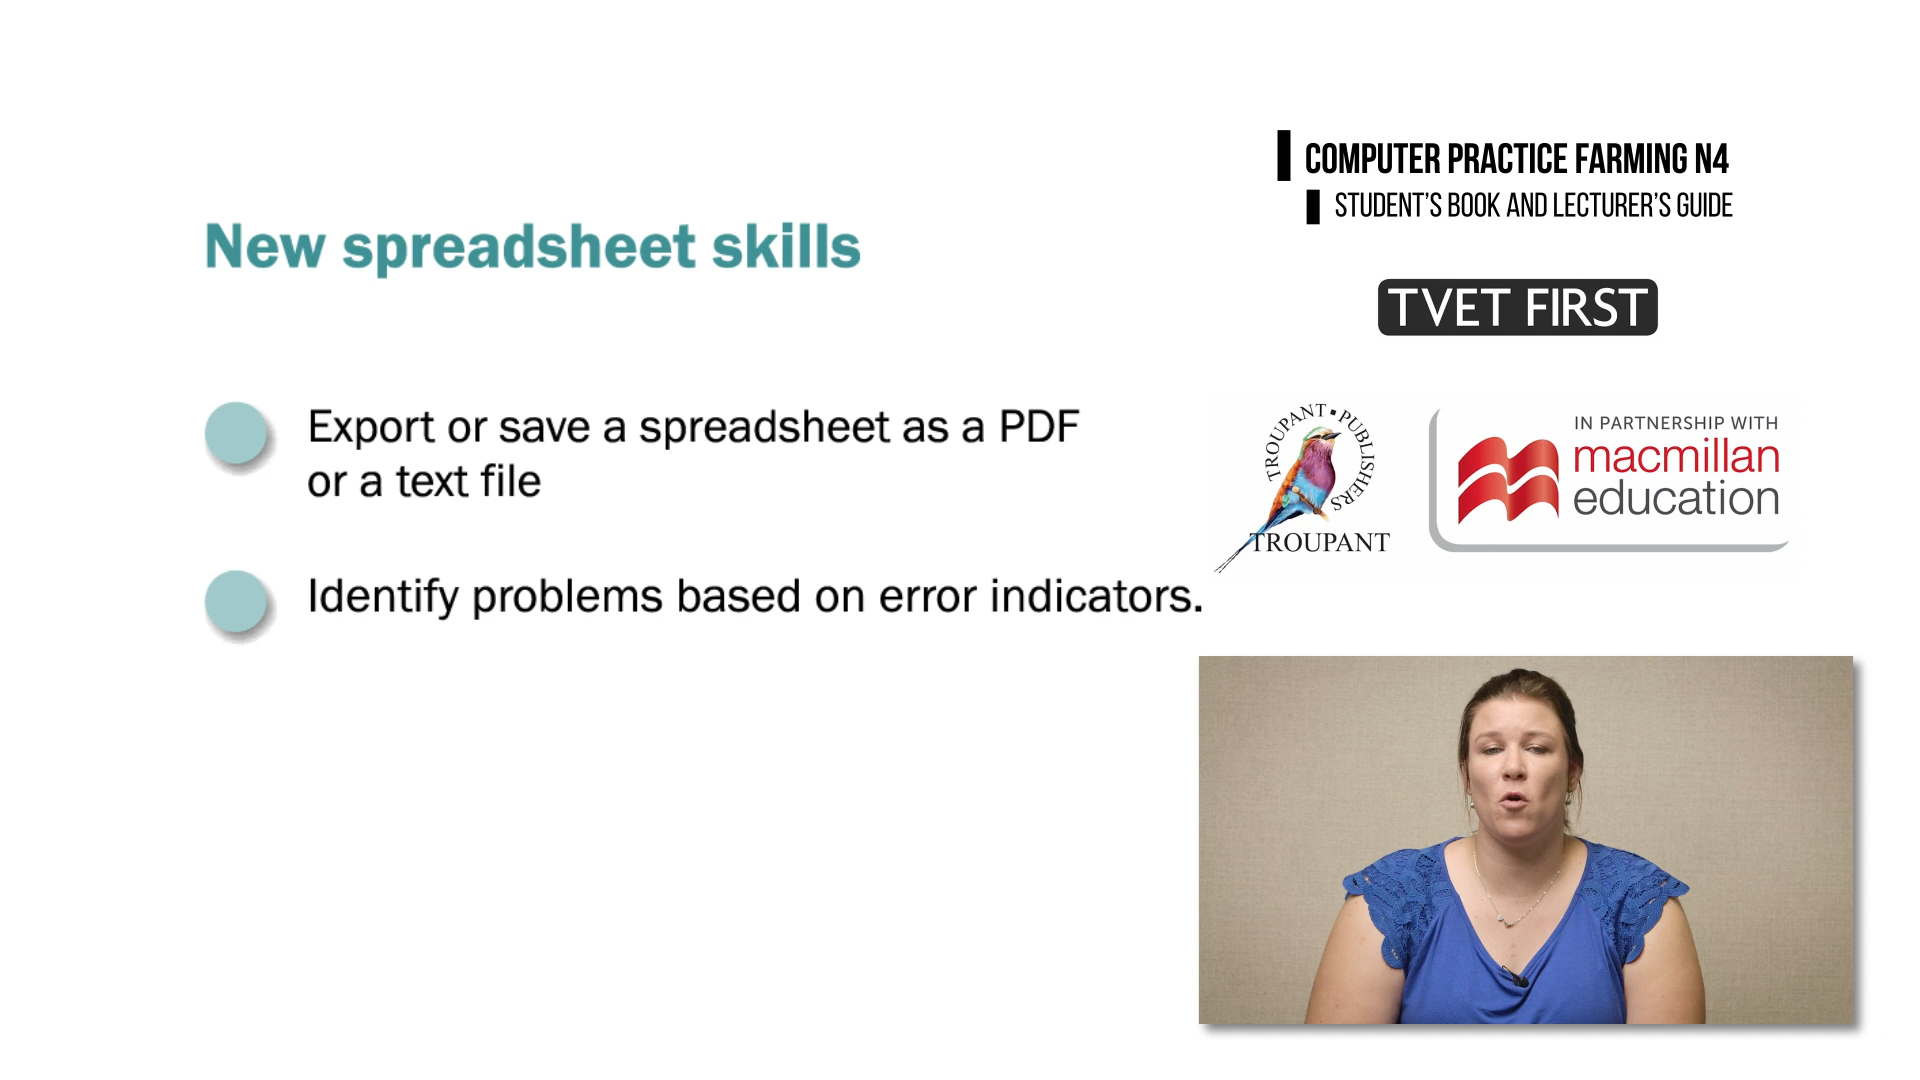 New spreadsheet skills
Export or save a spreadsheet as a PDF
or a text file
Identify problems based on error indicators.
COMPUTER PRACTICE FARMING N4
STUDENT'S BOOK AND LECTURER'S GUIDE
TVET FIRST
TROUPANT ▪ PUBLISHERS
TROUPANT
IN PARTNERSHIP WITH
macmillan
education